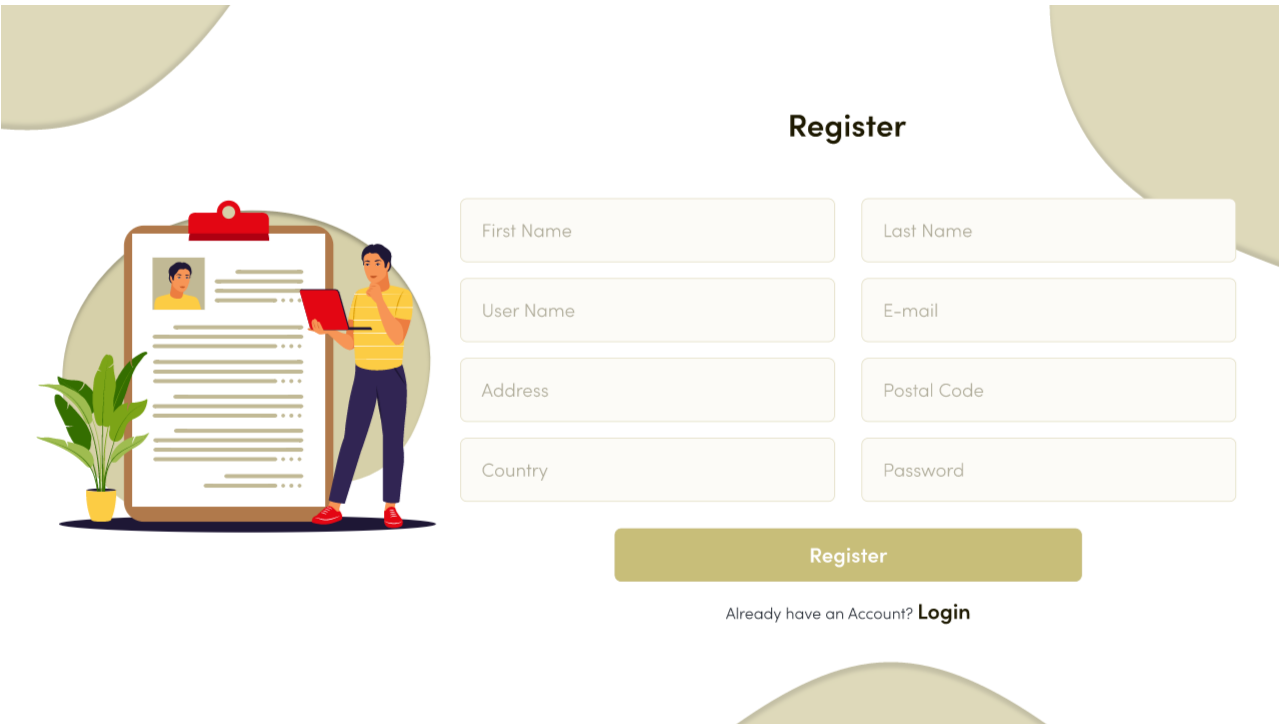 Register
First Name
Last Name
User Name
E-mail
Address
Postal Code
Country
Password
Register
Already have an Account? Login